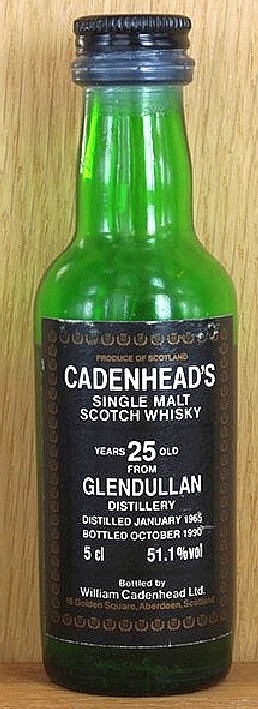 PRODUCE OF SCOTLAND
CADENHEAD'S
SINGLE MALT
SCOTCH WHISKY
YEARS 25 OLD
FROM
GLENDULLAN
DISTILLERY
DISTILLED JANUARY 1965
BOTTLED OCTOBER 1990
5 cl 51.1%vol
Bottled by
William Cadenhead Ltd.
Golden Square, Aberdeen, Scotland